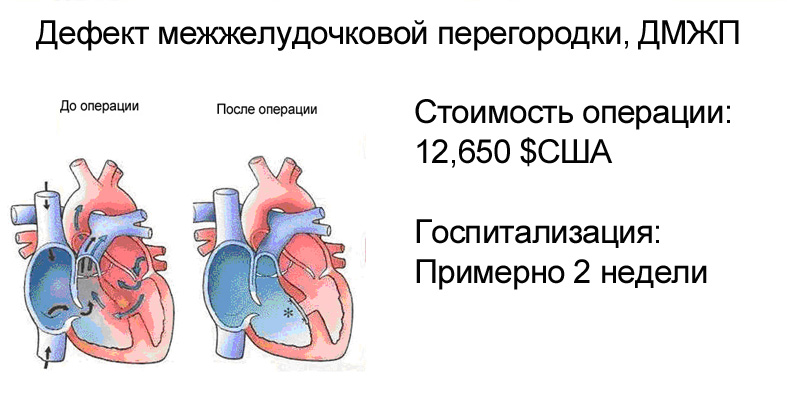 Дефект межжелудочковой перегородки, ДМЖП
До операции
После операции
Стоимость операции:
12,650 $США
Госпитализация:
Примерно 2 недели